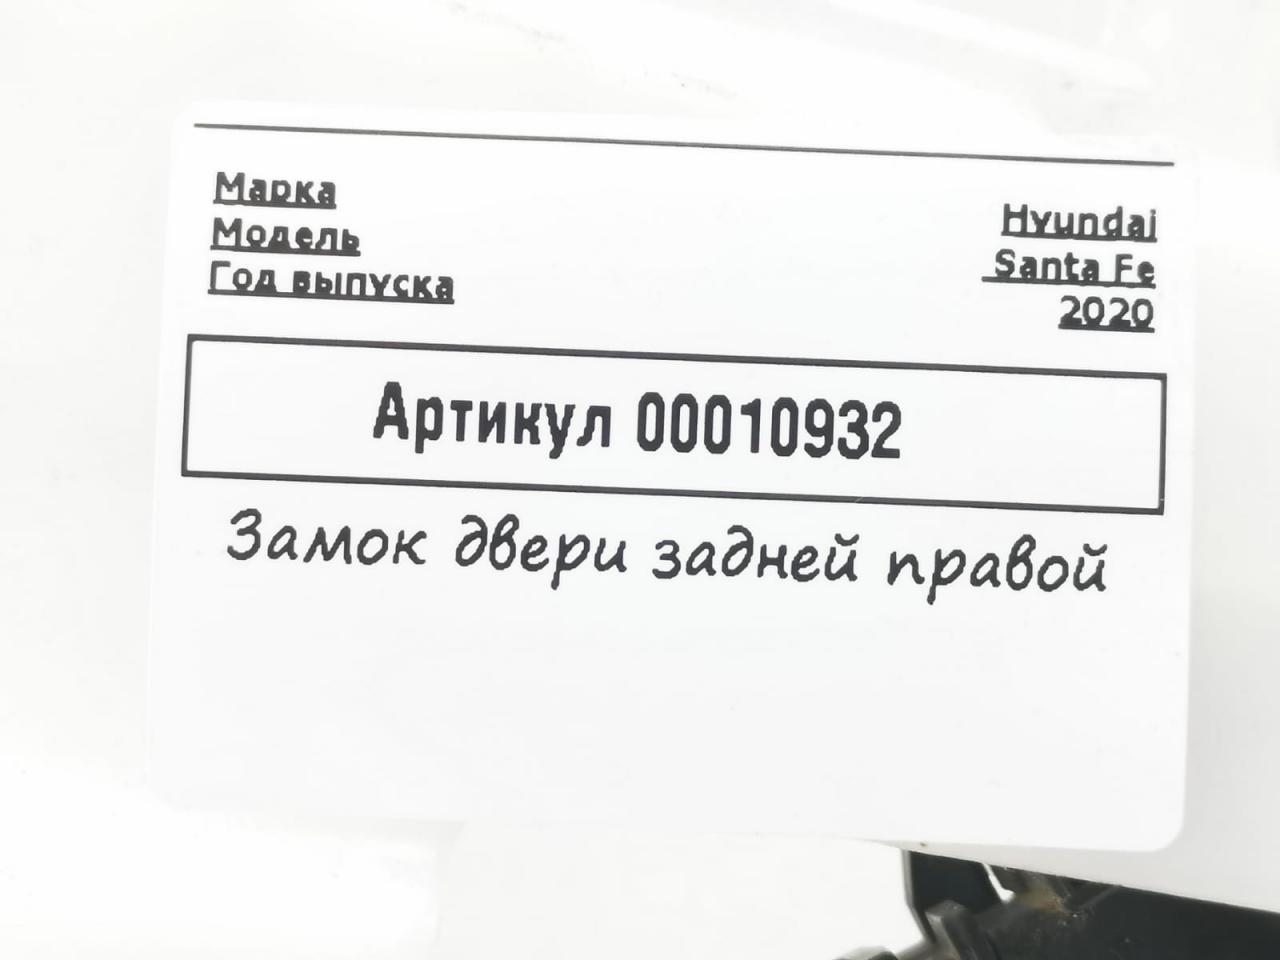 Марка Hyundai
Модель Santa Fe
Год выпуска 2020
Артикул 00010932
Замок двери задней правой